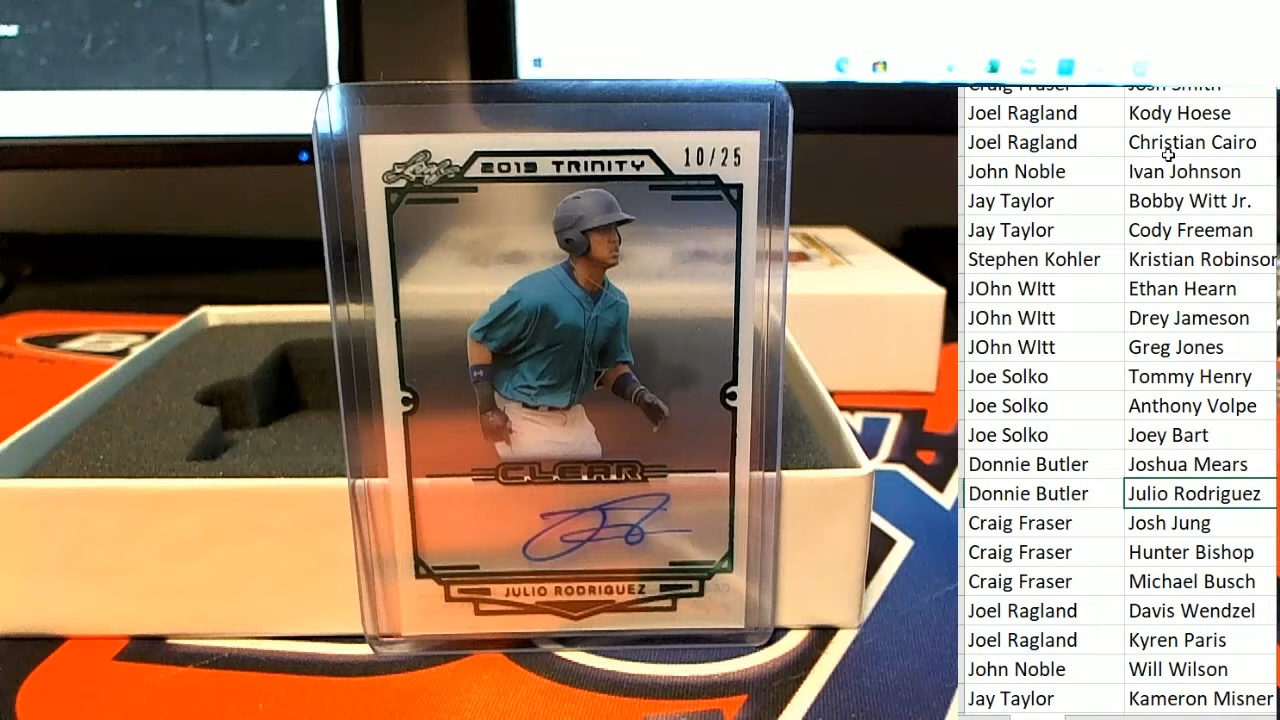 Leaf
2019 TRINITY
10/25
CLEAR
JULIO RODRIGUEZ
Joel Ragland Kody Hoese
Joel Ragland Christian Cairo
John Noble Ivan Johnson
Jay Taylor Bobby Witt Jr.
Jay Taylor Cody Freeman
Stephen Kohler Kristian Robinson
JOhn WItt Ethan Hearn
JOhn WItt Drey Jameson
JOhn WItt Greg Jones
Joe Solko Tommy Henry
Joe Solko Anthony Volpe
Joe Solko Joey Bart
Donnie Butler Joshua Mears
Donnie Butler Julio Rodriguez
Craig Fraser Josh Jung
Craig Fraser Hunter Bishop
Craig Fraser Michael Busch
Joel Ragland Davis Wendzel
Joel Ragland Kyren Paris
John Noble Will Wilson
Jay Taylor Kameron Misner